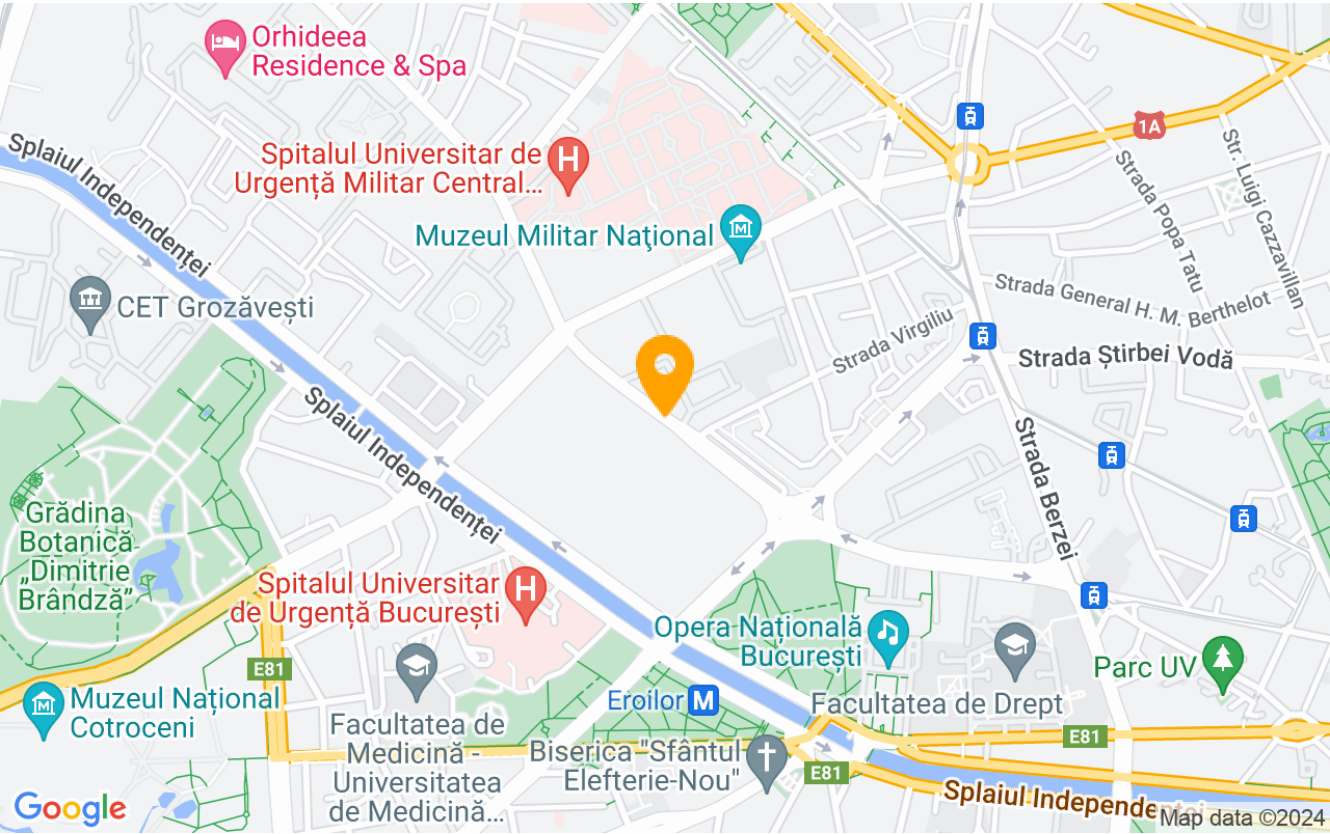 Orhideea
Residence & Spa
1A
Splaiul Independenței
Spitalul Universitar de
Urgență Militar Central...
Strada Popa Tatu
Str. Luigi Cazzavillan
Muzeul Militar Naţional
CET Grozăvești
Strada General H. M. Berthelot
Strada Virgiliu
Strada Știrbei Vodă
Splaiul Independenței
Strada Berzei
Grădina
Botanică
„Dimitrie
Brândză”
Spitalul Universitar
de Urgență București
Opera Națională
București
E81
Parc UV
Muzeul Național
Cotroceni
Eroilor M
Facultatea de Drept
Facultatea de
Medicină -
Universitatea
de Medicină...
Biserica "Sfântul
Elefterie-Nou"
E81
E81
Splaiul Independenței
Google
Map data ©2024